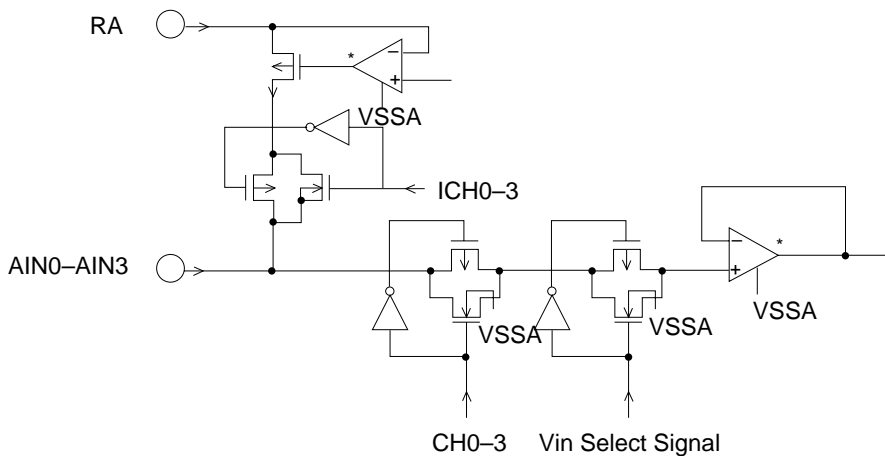 RA
*
−
+
VSSA
ICH0–3
AIN0–AIN3
−
*
+
VSSA
VSSA
VSSA
CH0–3
Vin Select Signal